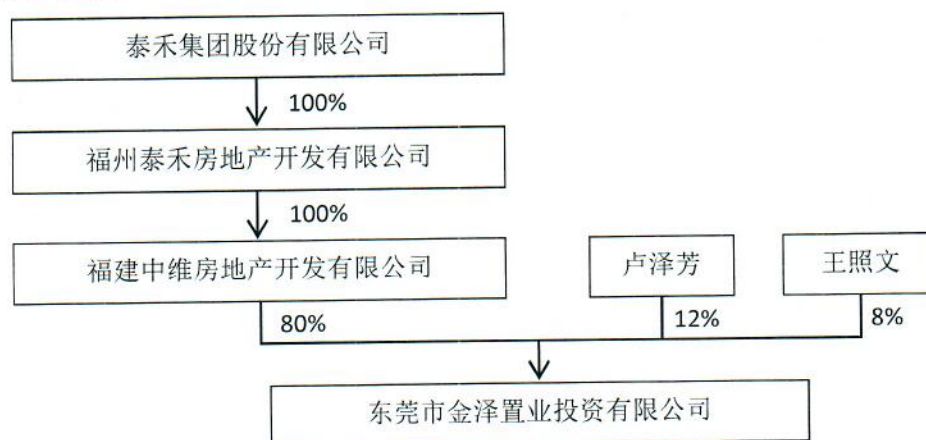 泰禾集团股份有限公司
100%
福州泰禾房地产开发有限公司
100%
福建中维房地产开发有限公司
卢泽芳
王照文
80%
12%
8%
东莞市金泽置业投资有限公司